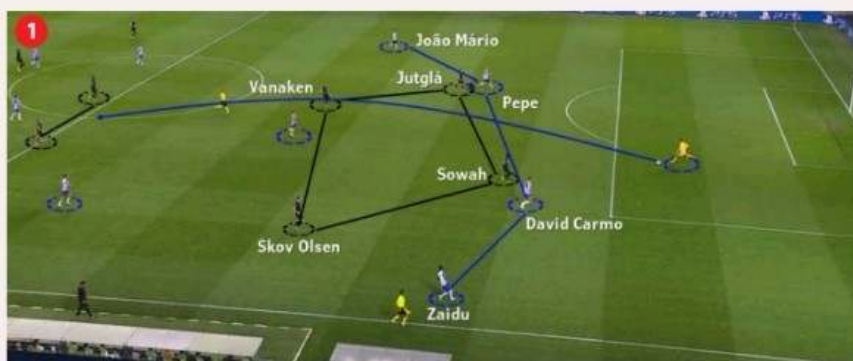 1
João Mário
Jutglà
Vanaken
Pepe
Sowah
David Carmo
Skov Olsen
Zaidu